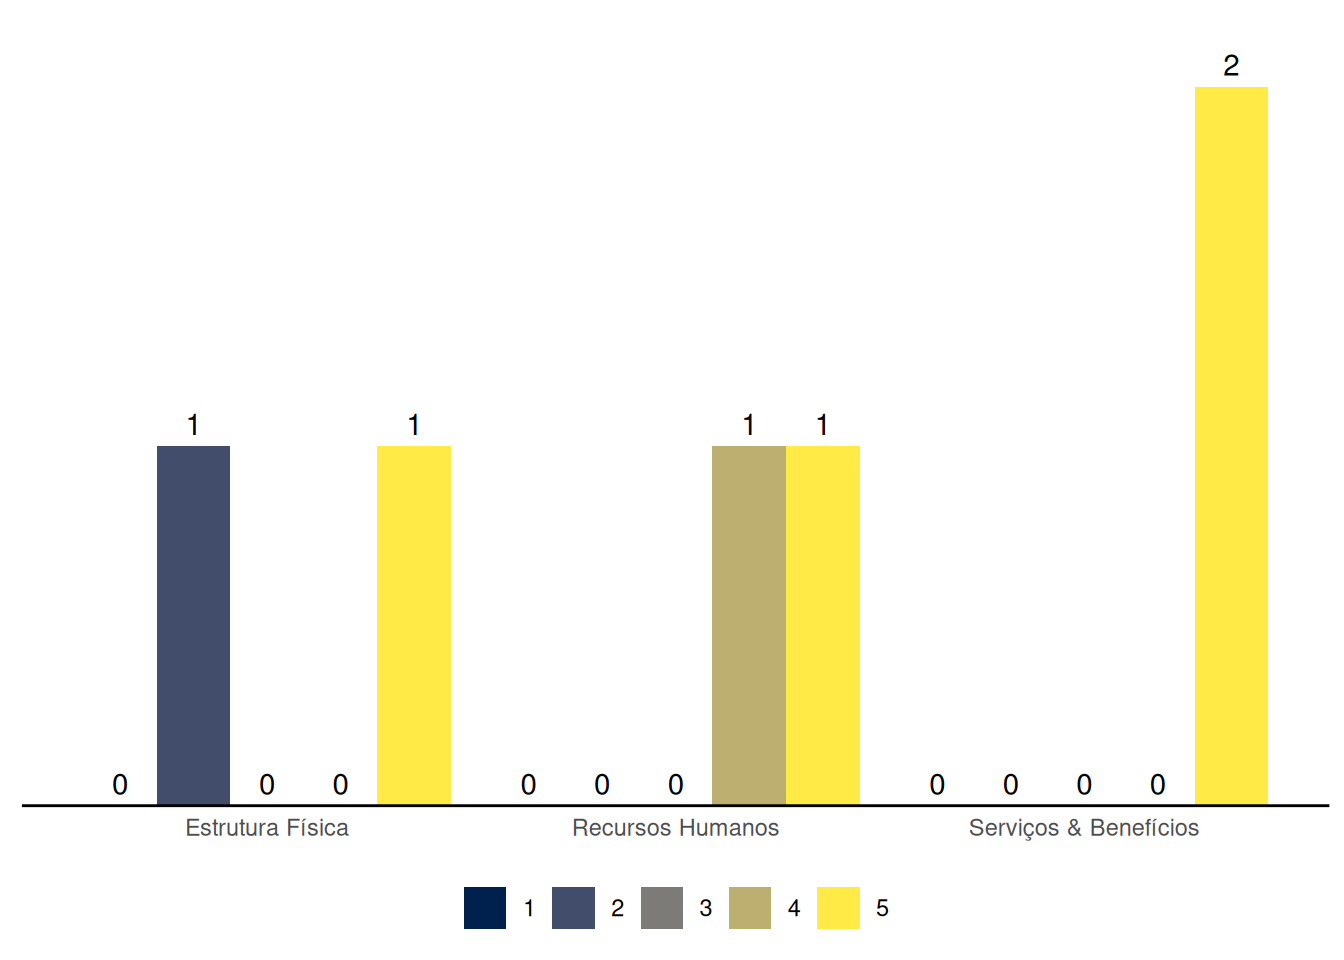 2
1 1 1 1
0 0 0 0 0 0 0 0 0 0
Estrutura Física Recursos Humanos Serviços & Benefícios
1 2 3 4 5